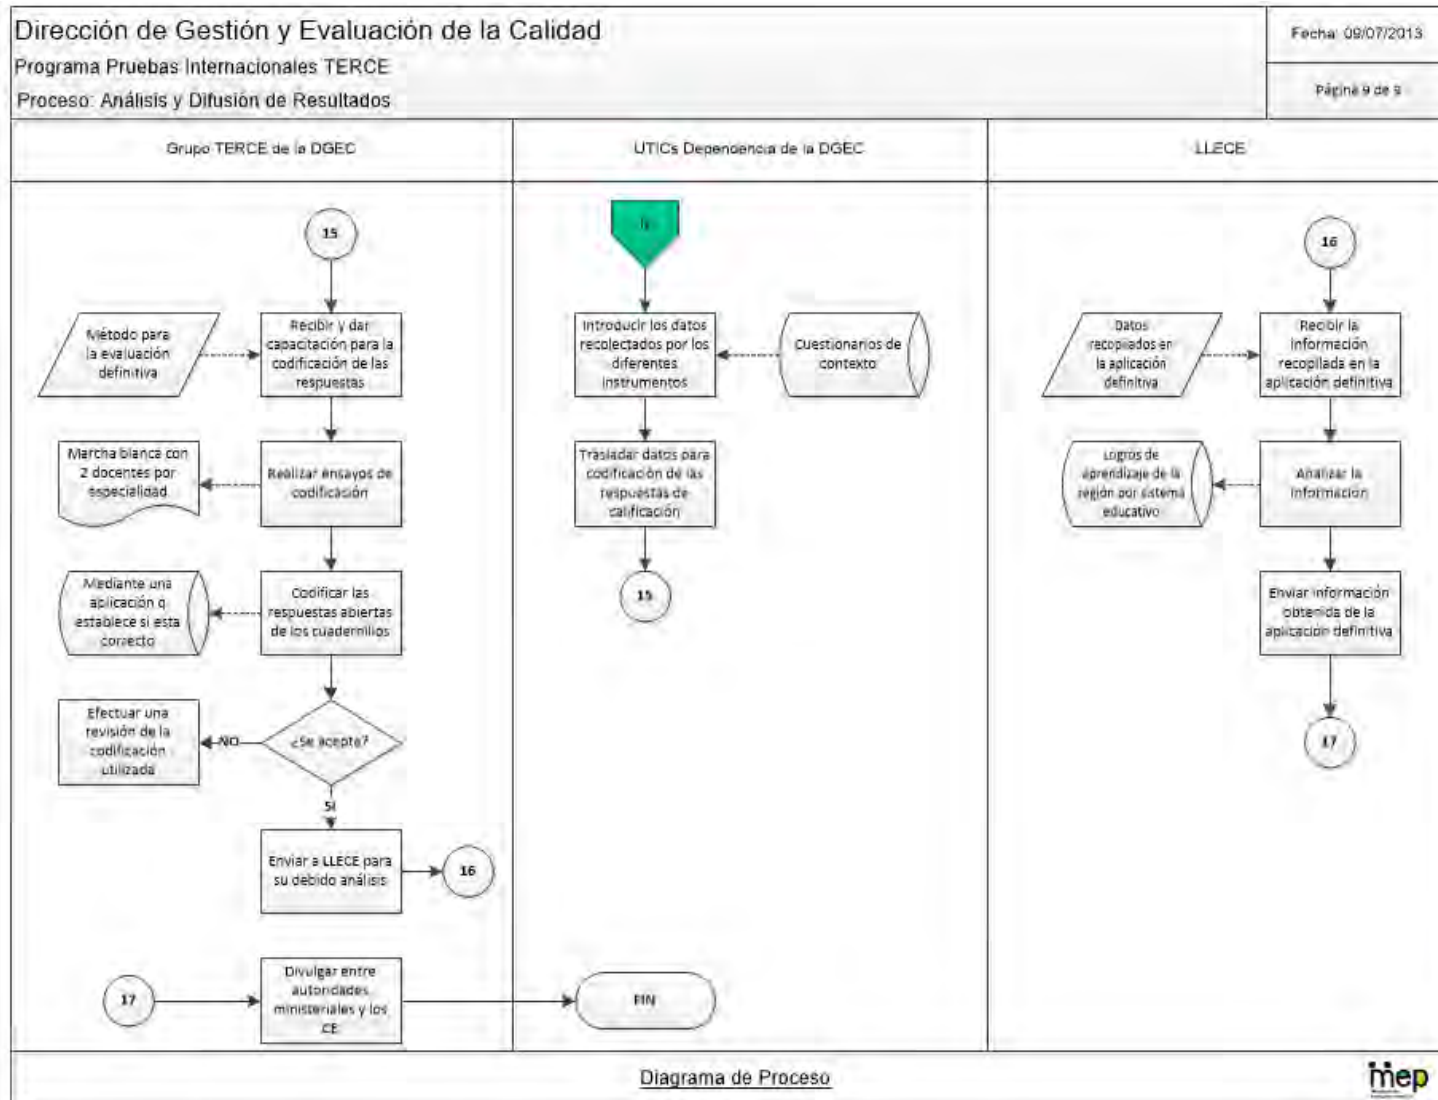 Dirección de Gestión y Evaluación de la Calidad
Programa Pruebas Internacionales TERCE
Proceso: Análisis y Difusión de Resultados
Fecha: 09/07/2013
Página 9 de 9
Grupo TERCE de la DGEC
UTICs Dependencia de la DGEC
LLECE
15
Método para
la evaluación
definitiva
Recibir y dar
capacitación para la
codificación de las
respuestas
Marcha blanca con
2 docentes por
especialidad
Realizar ensayos de
codificación
Mediante una
aplicación q
establece si esta
correcto
Codificar las
respuestas abiertas
de los cuadernillos
Efectuar una
revisión de la
codificación
utilizada
NO
¿Se acepta?
SI
Enviar a LLECE para
su debido análisis
16
17
Divulgar entre
autoridades
ministeriales y los
CE
FIN
Introducir los datos
recolectados por los
diferentes
instrumentos
Cuestionarios de
contexto
Trasladar datos para
codificación de las
respuestas de
calificación
15
16
Datos
recopilados en
la aplicación
definitiva
Recibir la
información
recopilada en la
aplicación definitiva
Logros de
aprendizaje de la
región por sistema
educativo
Analizar la
información
Enviar información
obtenida de la
aplicación definitiva
17
Diagrama de Proceso
mep